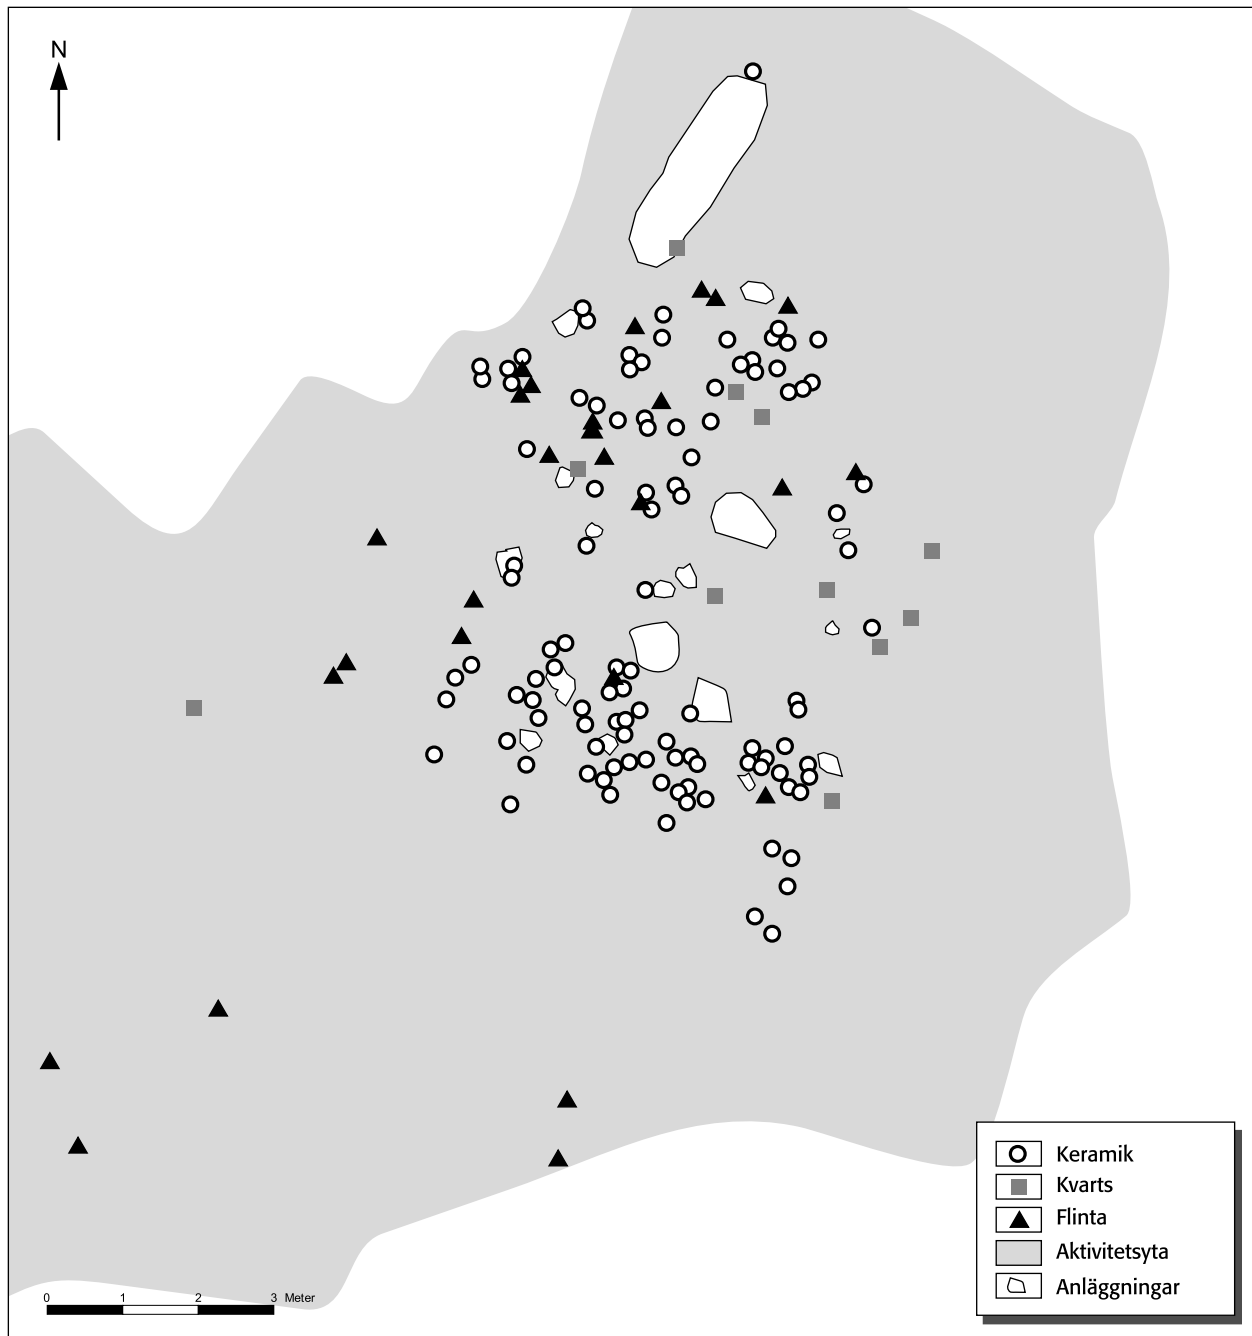 N
Keramik
Kvarts
Flinta
Aktivitetsyta
Anläggningar
0 1 2 3 Meter